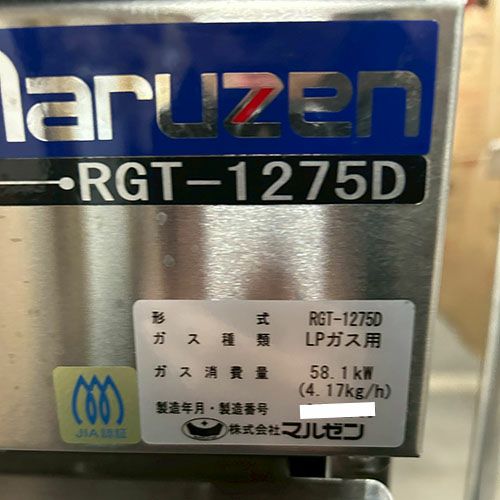 Maruzen
RGT-1275D
形 式 RGT-1275D
ガス種類 LPガス用
ガス消費量 58.1kW
(4.17kg/h)
製造年月・製造番号
株式会社マルゼン
JIA認証